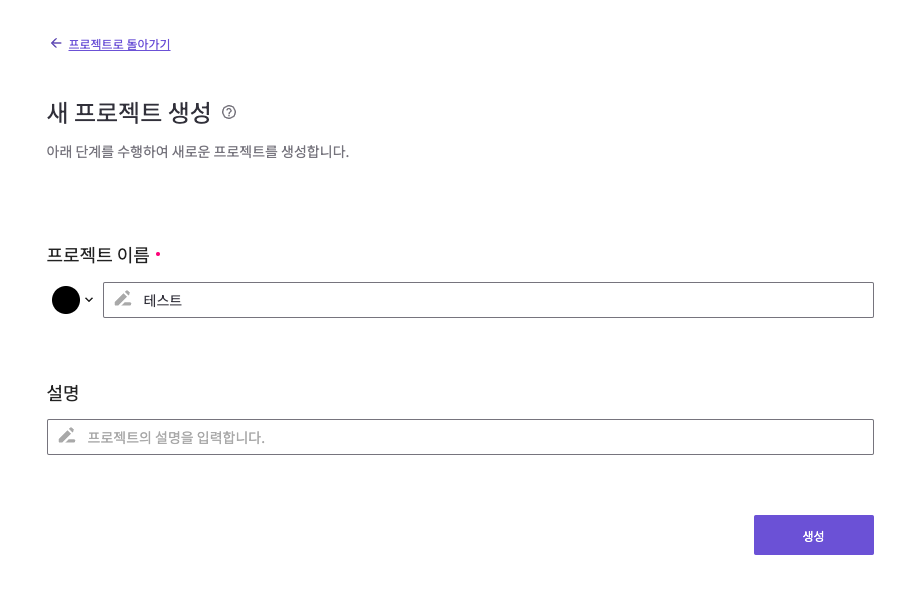 프로젝트로 돌아가기
새 프로젝트 생성
아래 단계를 수행하여 새로운 프로젝트를 생성합니다.
프로젝트 이름
테스트
설명
프로젝트의 설명을 입력합니다.
생성